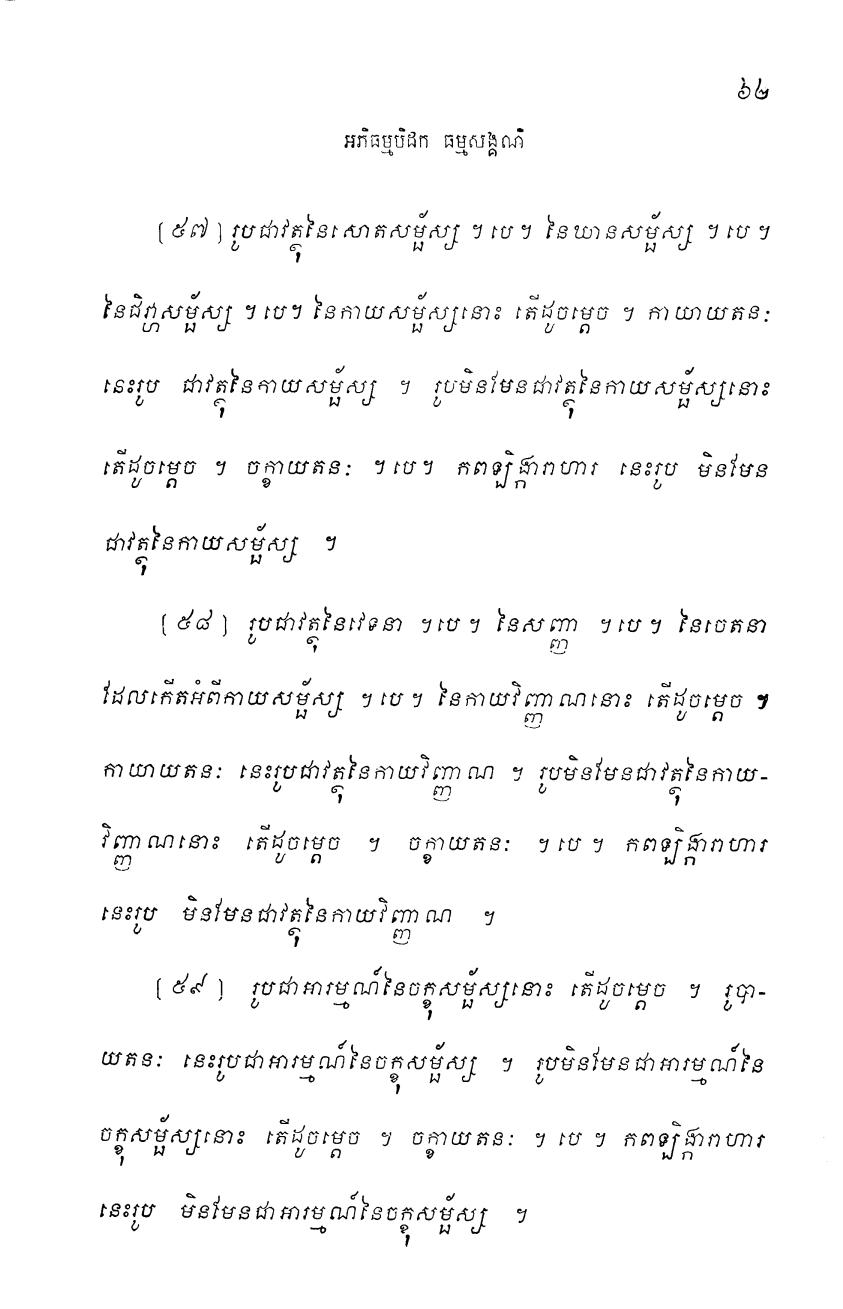 ៦២
អភិធម្មបិដក ធម្មសង្គណិ
[៥៧] រូបជាវត្ថុនៃសោតសម្ផ័ស្ស ។ បេ ។ នៃឃានសម្ផ័ស្ស ។ បេ ។
នៃជិវ្ហាសម្ផ័ស្ស ។ បេ។ នៃកាយសម្ផ័ស្សនោះ តើដូចម្តេច ។ កាយាយតនៈ
នេះរូប ជាវត្ថុនៃកាយសម្ផ័ស្ស ។ រូបមិនមែនជាវត្ថុនៃកាយសម្ផ័ស្សនោះ
តើដូចម្តេច ។ ចក្ខាយតនៈ ។ បេ។ កពឡិង្ការាហារ នេះរូប មិនមែន
ជាវត្ថុនៃកាយសម្ផ័ស្ស ។
[៥៨] រូបជាវត្ថុនៃវេទនា ។ បេ ។ នៃសញ្ញា ។ បេ ។ នៃចេតនា
ដែលកើតអំពីកាយសម្ផ័ស្ស ។ បេ ។ នៃកាយវិញ្ញាណនោះ តើដូចម្តេច ។
កាយាយតនៈ នេះរូបជាវត្ថុនៃកាយវិញ្ញាណ ។ រូបមិនមែនជាវត្ថុនៃកាយ-
វិញ្ញាណនោះ តើដូចម្តេច ។ ចក្ខាយតនៈ ។ បេ ។ កពឡិង្ការាហារ
នេះរូប មិនមែនជាវត្ថុនៃកាយវិញ្ញាណ ។
[៥៩] រូបជាអារម្មណ៍នៃចក្ខុសម្ផ័ស្សនោះ តើដូចម្តេច ។ រូបា-
យតនៈ នេះរូបជាអារម្មណ៍នៃចក្ខុសម្ផ័ស្ស ។ រូបមិនមែនជាអារម្មណ៍នៃ
ចក្ខុសម្ផ័ស្សនោះ តើដូចម្តេច ។ ចក្ខាយតនៈ ។ បេ ។ កពឡិង្ការាហារ
នេះរូប មិនមែនជាអារម្មណ៍នៃចក្ខុសម្ផ័ស្ស ។